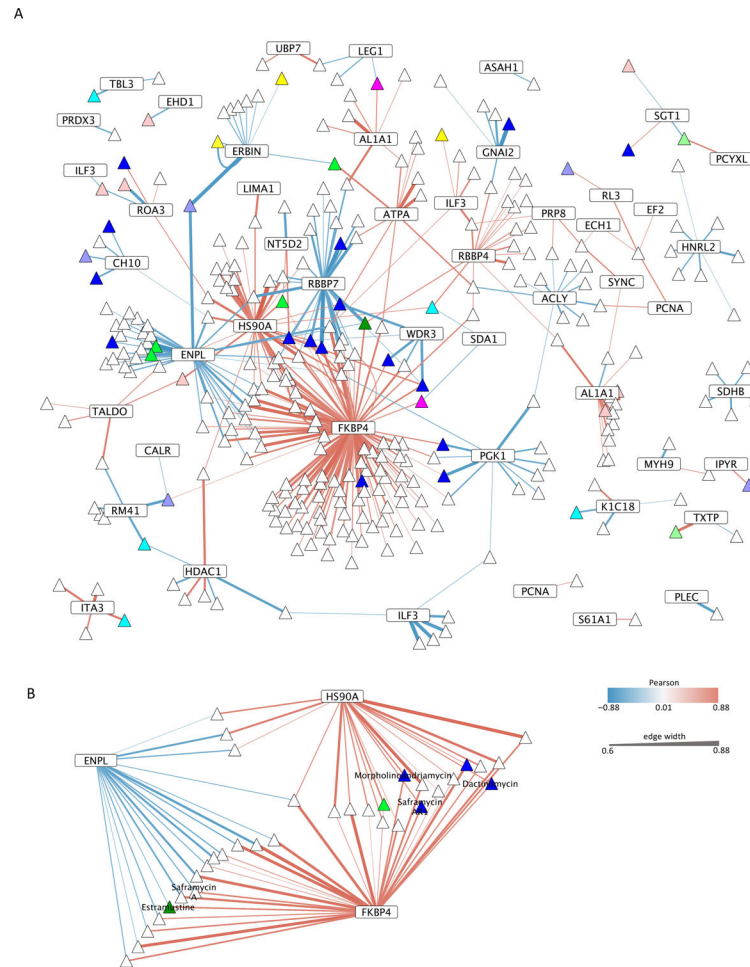 A
UBP7
LEG1
TBL3
ASAH1
EHD1
SGT1
PRDX3
ERBIN
AL1A1
GNAI2
PCYXL
ILF3
LIMA1
ILF3
RL3
ROA3
ATPA
PRP8
EF2
NT5D2
ECH1
HNRL2
CH10
RBBP7
RBBP4
SYNC
ACLY
PCNA
HS90A
WDR3
SDA1
ENPL
TALDO
AL1A1
SDHB
FKBP4
CALR
PGK1
MYH9
IPYR
RM41
K1C18
TXTP
HDAC1
PCNA
PLEC
ITA3
ILF3
S61A1
B
HS90A
Pearson
−0.88
0.01
0.88
edge width
0.6
0.88
ENPL
Dactinomycin
Saframycin
Saframycin
A
Estramustine
FKBP4